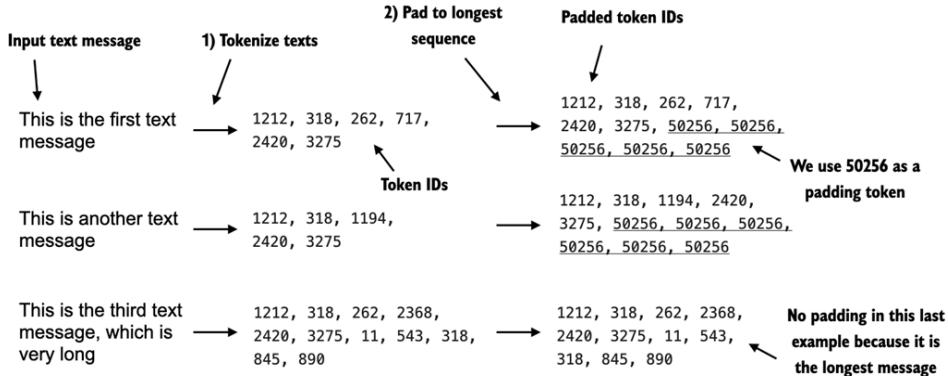 Input text message
1) Tokenize texts
2) Pad to longest
sequence
Padded token IDs
This is the first text
message
1212, 318, 262, 717,
2420, 3275
Token IDs
1212, 318, 262, 717,
2420, 3275, 50256, 50256,
50256, 50256, 50256
We use 50256 as a
padding token
This is another text
message
1212, 318, 1194,
2420, 3275
1212, 318, 1194, 2420,
3275, 50256, 50256, 50256,
50256, 50256, 50256
This is the third text
message, which is
very long
1212, 318, 262, 2368,
2420, 3275, 11, 543, 318,
845, 890
1212, 318, 262, 2368,
2420, 3275, 11, 543,
318, 845, 890
No padding in this last
example because it is
the longest message